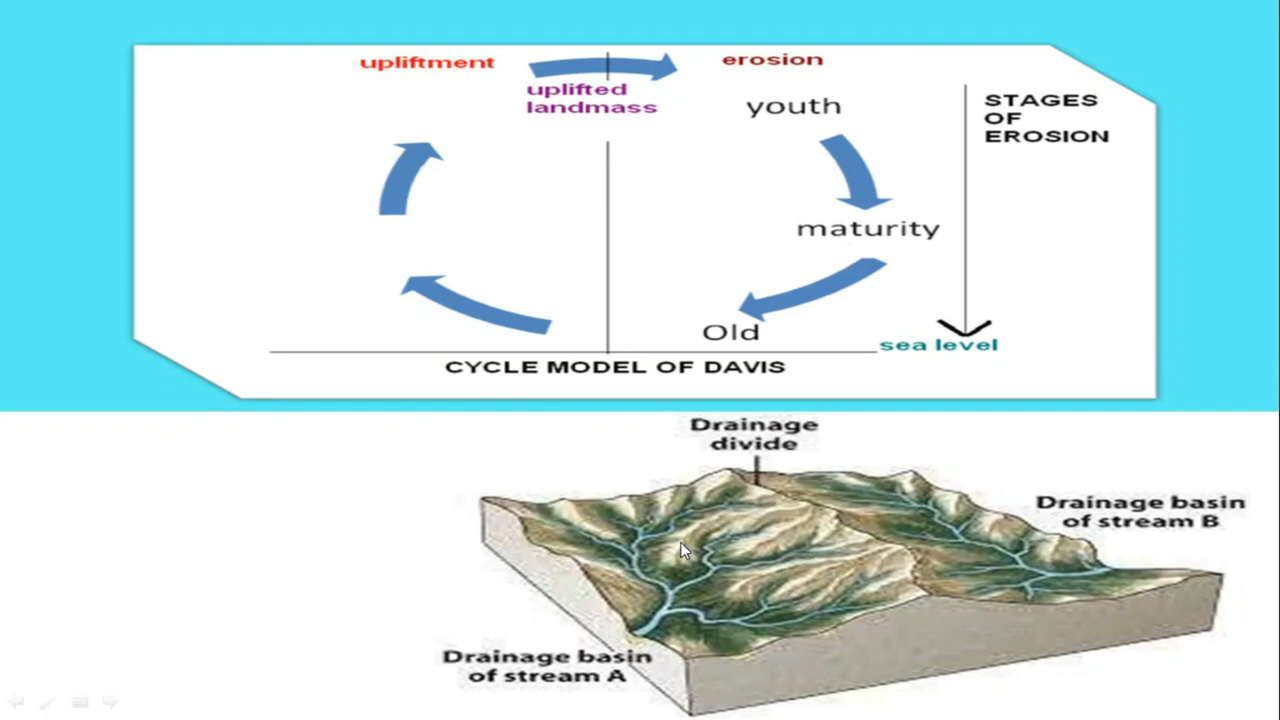 upliftment
erosion
uplifted
landmass
youth
STAGES
OF
EROSION
maturity
Old
sea level
CYCLE MODEL OF DAVIS
Drainage
divide
Drainage basin
of stream B
Drainage basin
of stream A